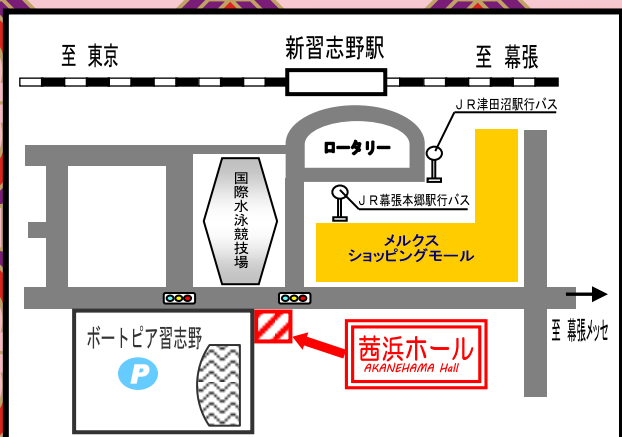 至 東京
新習志野駅
至 幕張
ＪＲ津田沼駅行バス
ロータリー
国際水泳競技場
ＪＲ幕張本郷駅行バス
メルクス
ショッピングモール
至 幕張メッセ
ボートピア習志野
P
茜浜ホール
AKANEHAMA Hall